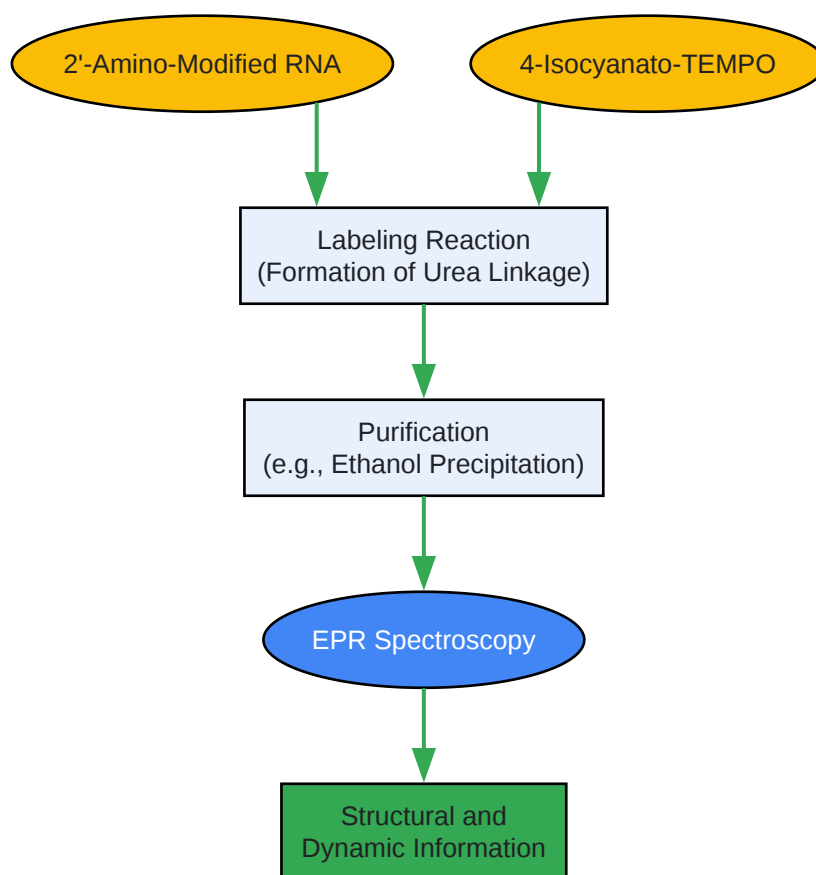 2'-Amino-Modified RNA
4-Isocyanato-TEMPO
Labeling Reaction
(Formation of Urea Linkage)
Purification
(e.g., Ethanol Precipitation)
EPR Spectroscopy
Structural and
Dynamic Information